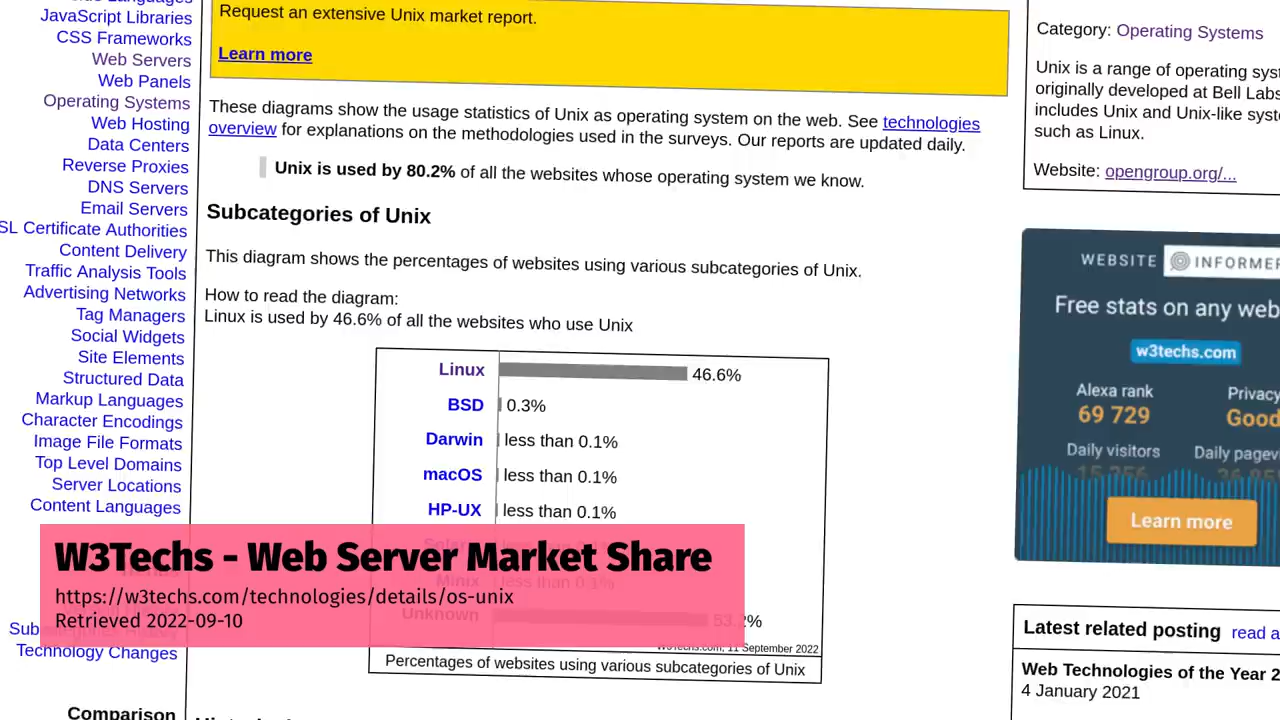 JavaScript Libraries
CSS Frameworks
Web Servers
Web Panels
Operating Systems
Web Hosting
Data Centers
Reverse Proxies
DNS Servers
Email Servers
SL Certificate Authorities
Content Delivery
Traffic Analysis Tools
Advertising Networks
Tag Managers
Social Widgets
Site Elements
Structured Data
Markup Languages
Character Encodings
Image File Formats
Top Level Domains
Server Locations
Content Languages
Technology Changes
Comparison
Request an extensive Unix market report.
Learn more
These diagrams show the usage statistics of Unix as operating system on the web. See technologies
overview for explanations on the methodologies used in the surveys. Our reports are updated daily.
Unix is used by 80.2% of all the websites whose operating system we know.
Subcategories of Unix
This diagram shows the percentages of websites using various subcategories of Unix.
How to read the diagram:
Linux is used by 46.6% of all the websites who use Unix
Linux 46.6%
BSD 0.3%
Darwin less than 0.1%
macOS less than 0.1%
HP-UX less than 0.1%
Minix less than 0.1%
Unknown 53.2%
W3Techs.com, 11 September 2022
Percentages of websites using various subcategories of Unix
W3Techs - Web Server Market Share
https://w3techs.com/technologies/details/os-unix
Retrieved 2022-09-10
Category: Operating Systems
Unix is a range of operating syst
originally developed at Bell Labs
includes Unix and Unix-like syste
such as Linux.
Website: opengroup.org/...
WEBSITE INFORMER
Free stats on any web
w3techs.com
Alexa rank Privacy
69 729 Good
Daily visitors Daily pagev
15 356
Learn more
Latest related posting read a
Web Technologies of the Year 2
4 January 2021